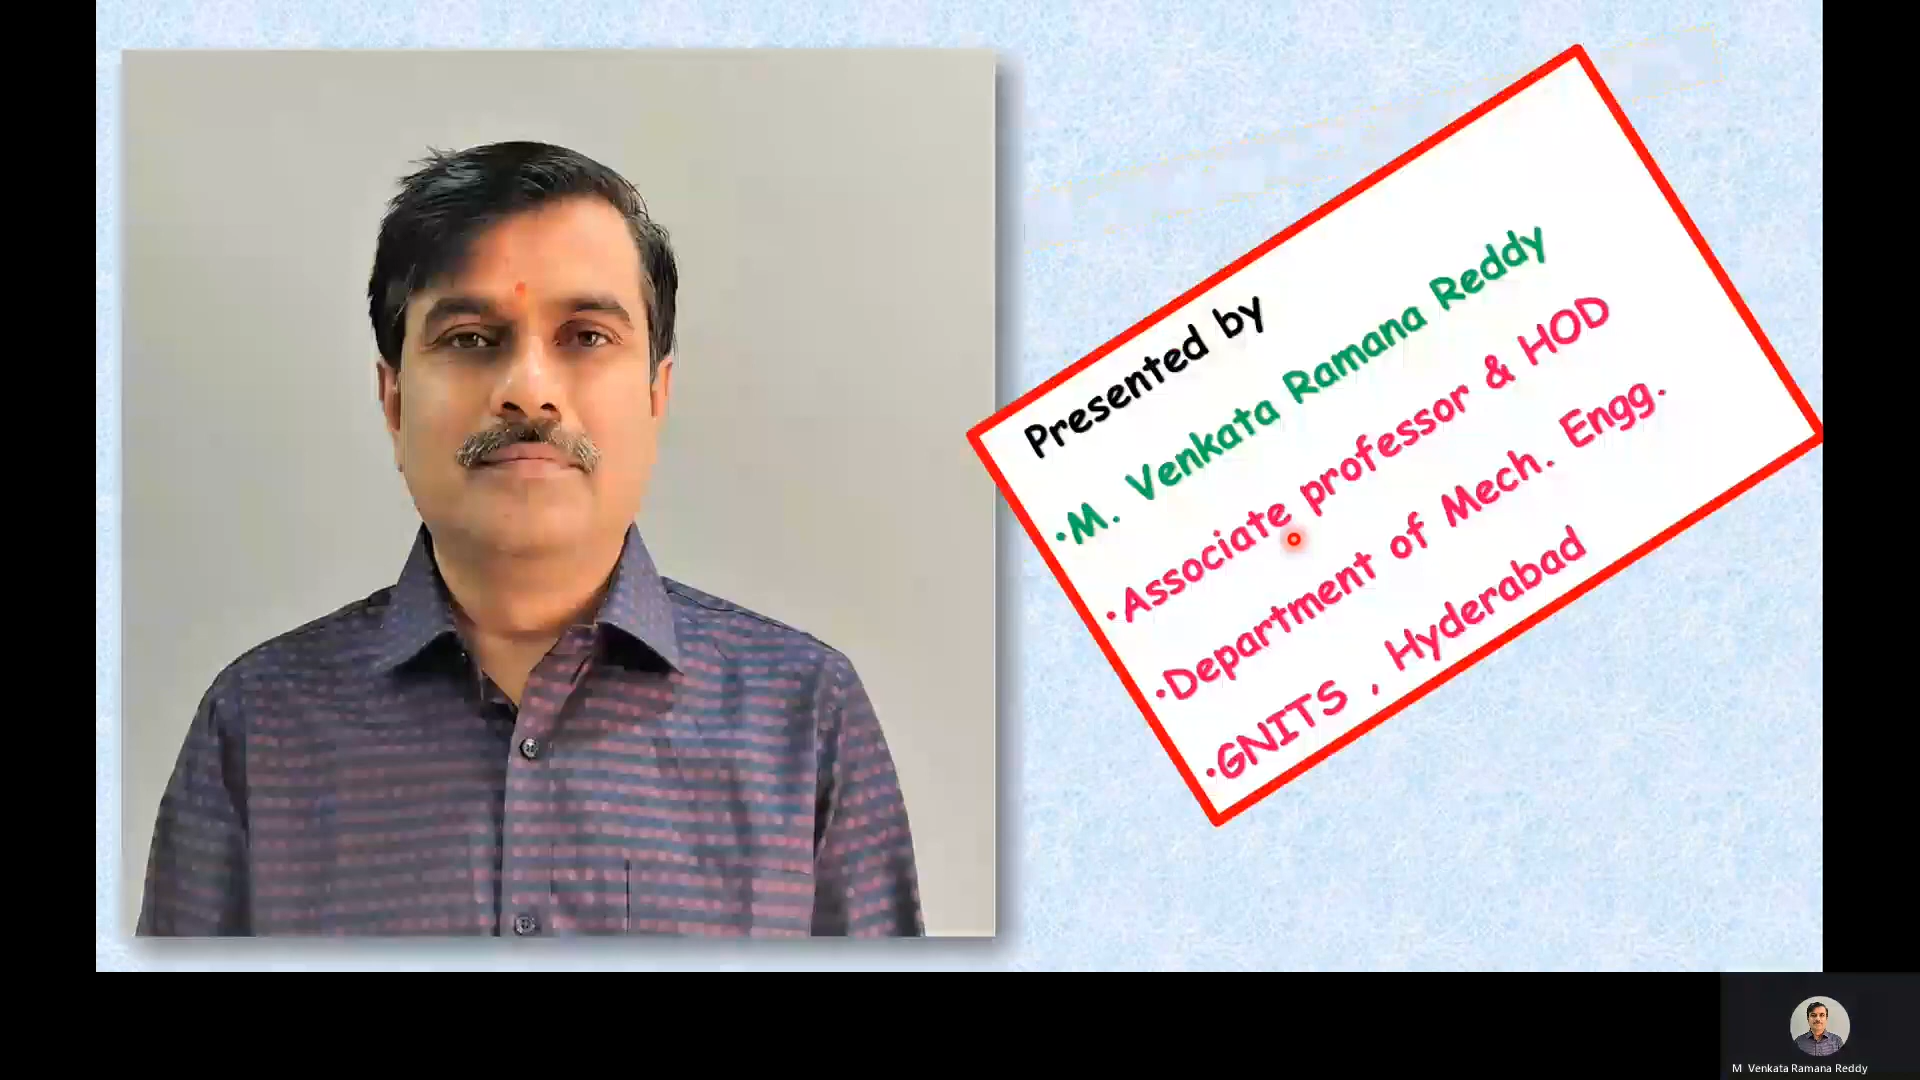 Presented by
•M. Venkata Ramana Reddy
•Associate professor & HOD
•Department of Mech. Engg.
•GNITS , Hyderabad
M Venkata Ramana Reddy